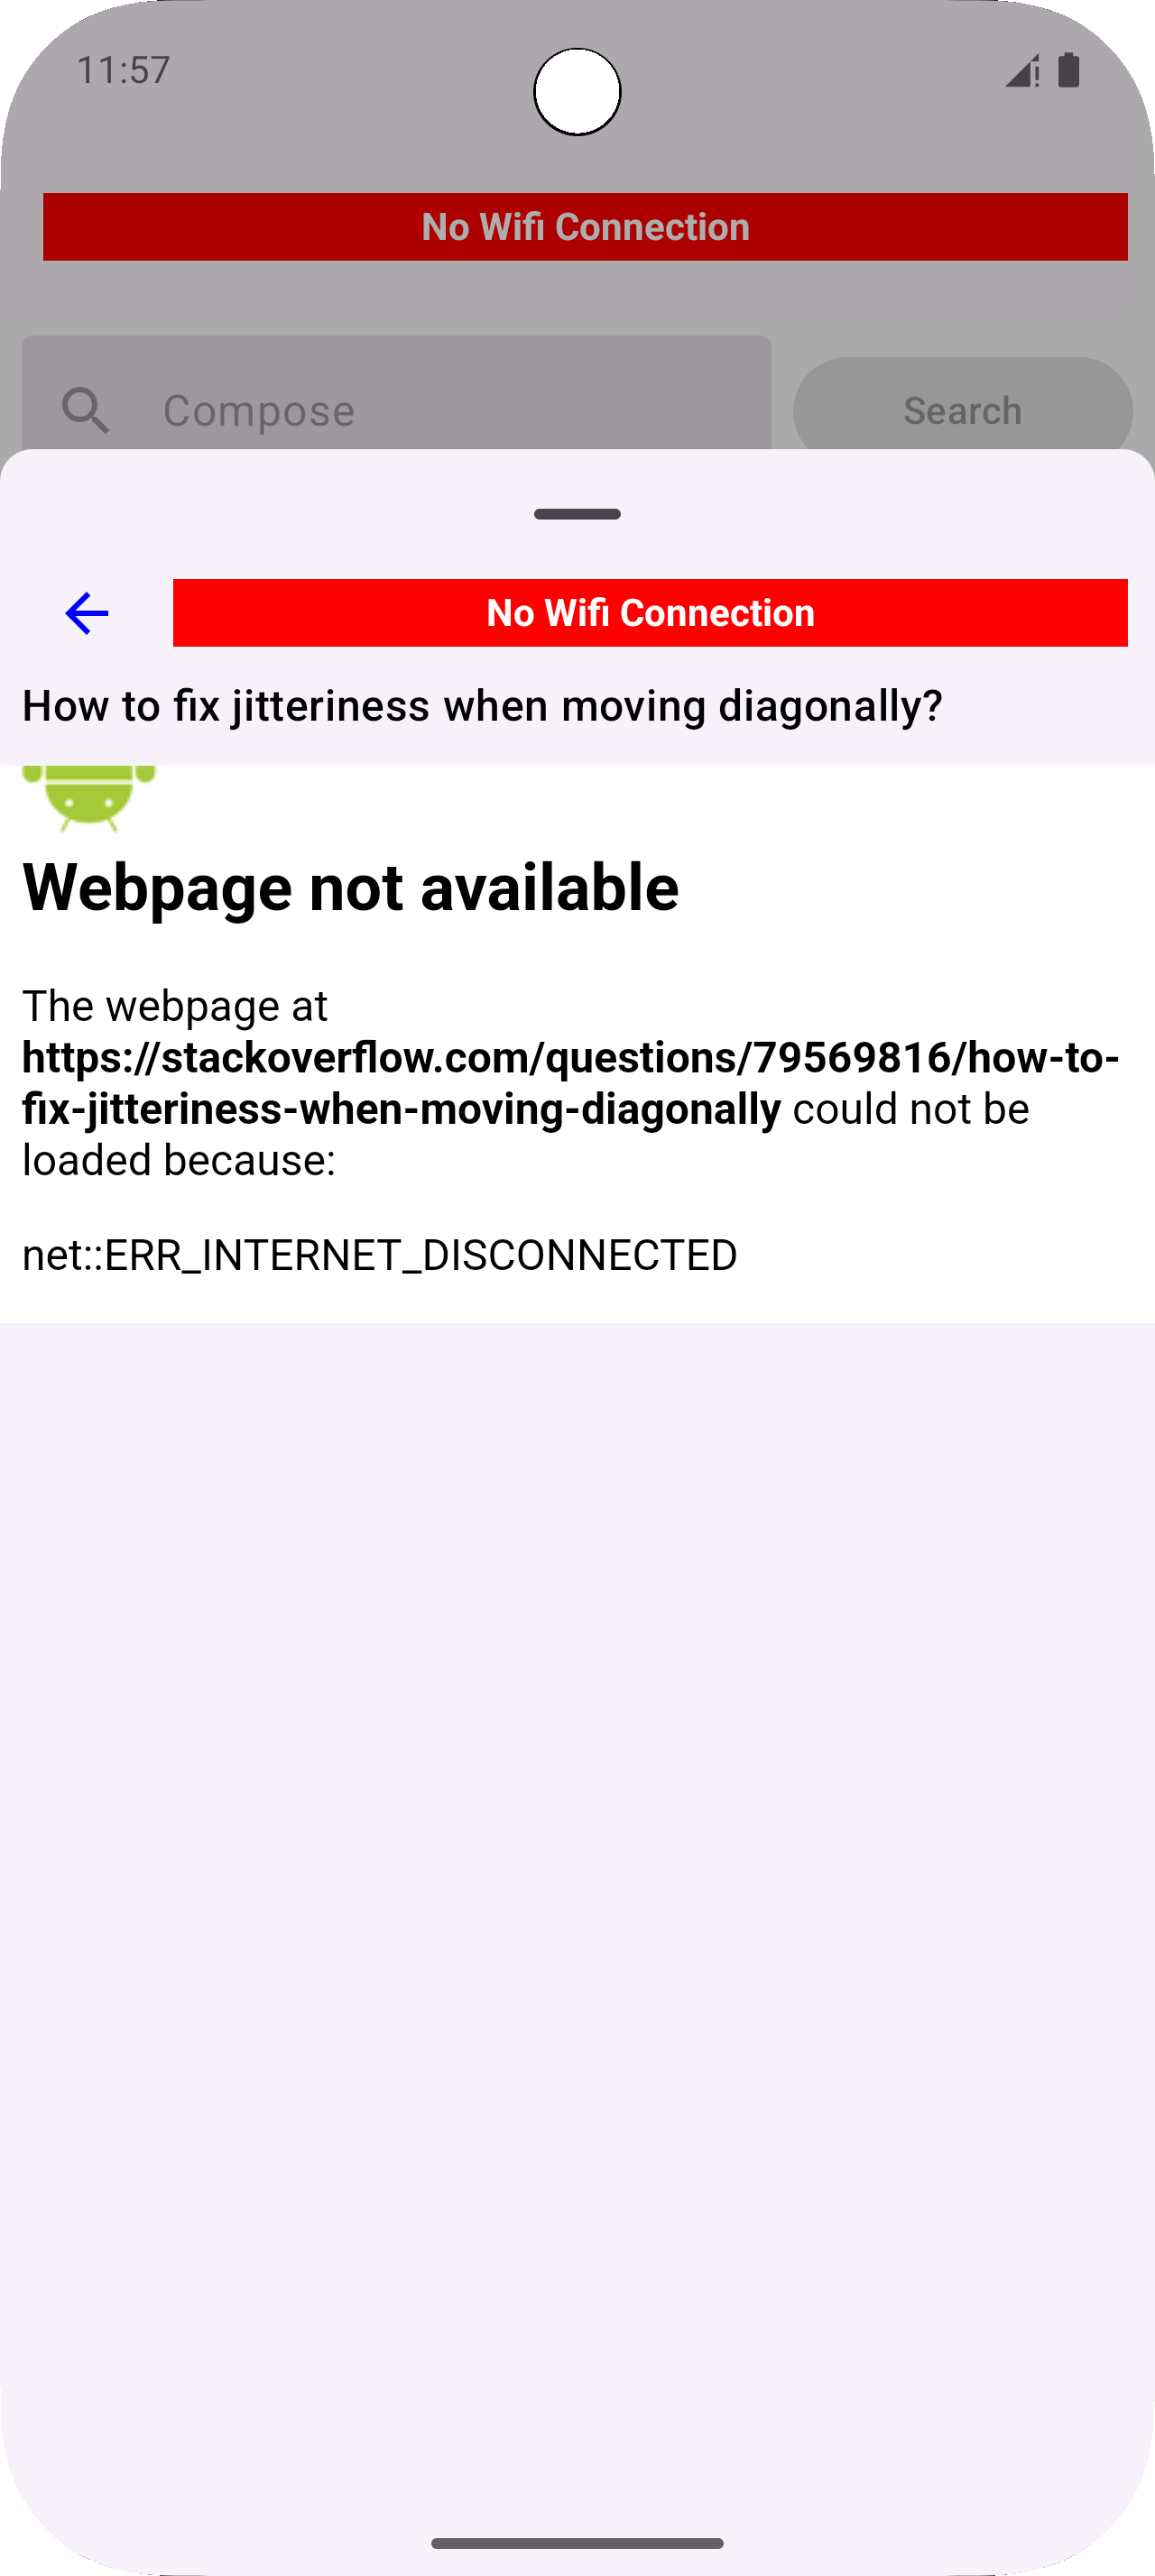 11:57
No Wifi Connection
Compose
Search
No Wifi Connection
How to fix jitteriness when moving diagonally?
Webpage not available
The webpage at
https://stackoverflow.com/questions/79569816/how-to-
fix-jitteriness-when-moving-diagonally could not be
loaded because:
net::ERR_INTERNET_DISCONNECTED